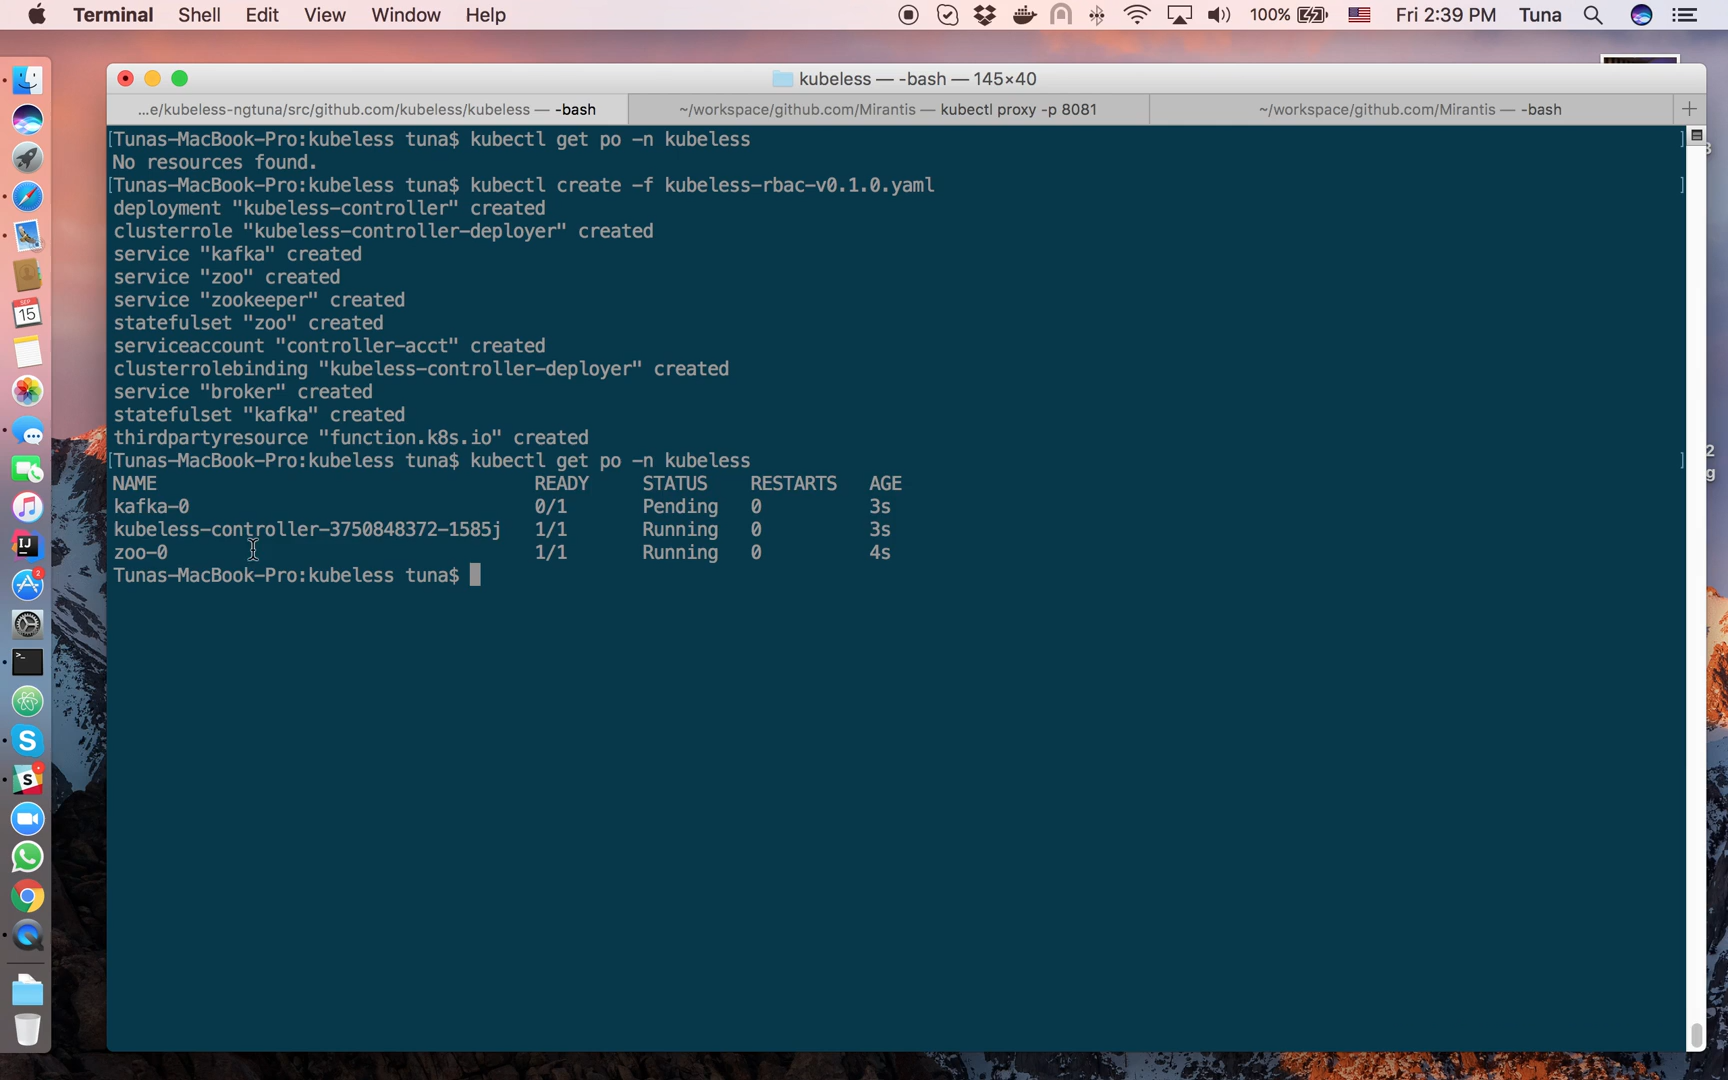 Terminal Shell Edit View Window Help 100% Fri 2:39 PM Tuna
kubeless — -bash — 145×40
...e/kubeless-ngtuna/src/github.com/kubeless/kubeless — -bash ~/workspace/github.com/Mirantis — kubectl proxy -p 8081 ~/workspace/github.com/Mirantis — -bash
[Tunas-MacBook-Pro:kubeless tuna$ kubectl get po -n kubeless ]
No resources found.
[Tunas-MacBook-Pro:kubeless tuna$ kubectl create -f kubeless-rbac-v0.1.0.yaml ]
deployment "kubeless-controller" created
clusterrole "kubeless-controller-deployer" created
service "kafka" created
service "zoo" created
service "zookeeper" created
statefulset "zoo" created
serviceaccount "controller-acct" created
clusterrolebinding "kubeless-controller-deployer" created
service "broker" created
statefulset "kafka" created
thirdpartyresource "function.k8s.io" created
[Tunas-MacBook-Pro:kubeless tuna$ kubectl get po -n kubeless ]
NAME READY STATUS RESTARTS AGE
kafka-0 0/1 Pending 0 3s
kubeless-controller-3750848372-1585j 1/1 Running 0 3s
zoo-0 1/1 Running 0 4s
Tunas-MacBook-Pro:kubeless tuna$
SEP
15
IJ
2
S
S
2
g